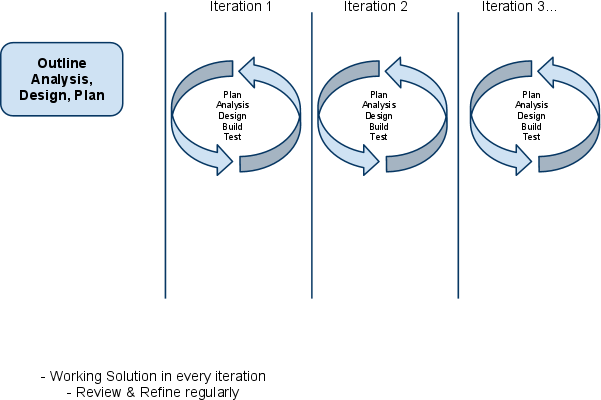 Iteration 1
Iteration 2
Iteration 3...
Outline
Analysis,
Design, Plan
Plan
Analysis
Design
Build
Test
Plan
Analysis
Design
Build
Test
Plan
Analysis
Design
Build
Test
- Working Solution in every iteration
- Review & Refine regularly